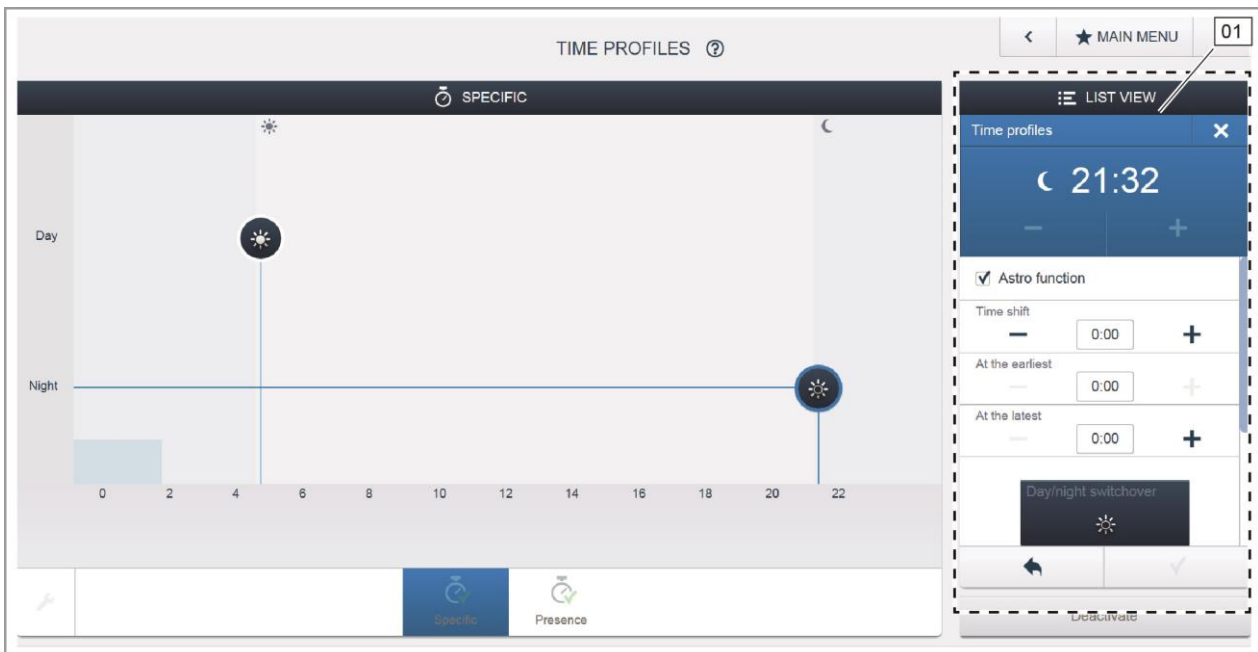 TIME PROFILES ?
MAIN MENU
01
SPECIFIC
LIST VIEW
Time profiles
21:32
Day
Night
0 2 4 6 8 10 12 14 16 18 20 22
Astro function
Time shift
0:00
At the earliest
0:00
At the latest
0:00
Day/night switchover
Specific
Presence
Deactivate